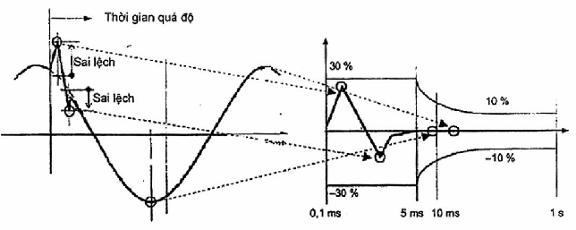 Thời gian quá độ
Sai lệch
Sai lệch
30 %
10 %
–10 %
–30 %
0,1 ms
5 ms
10 ms
1 s